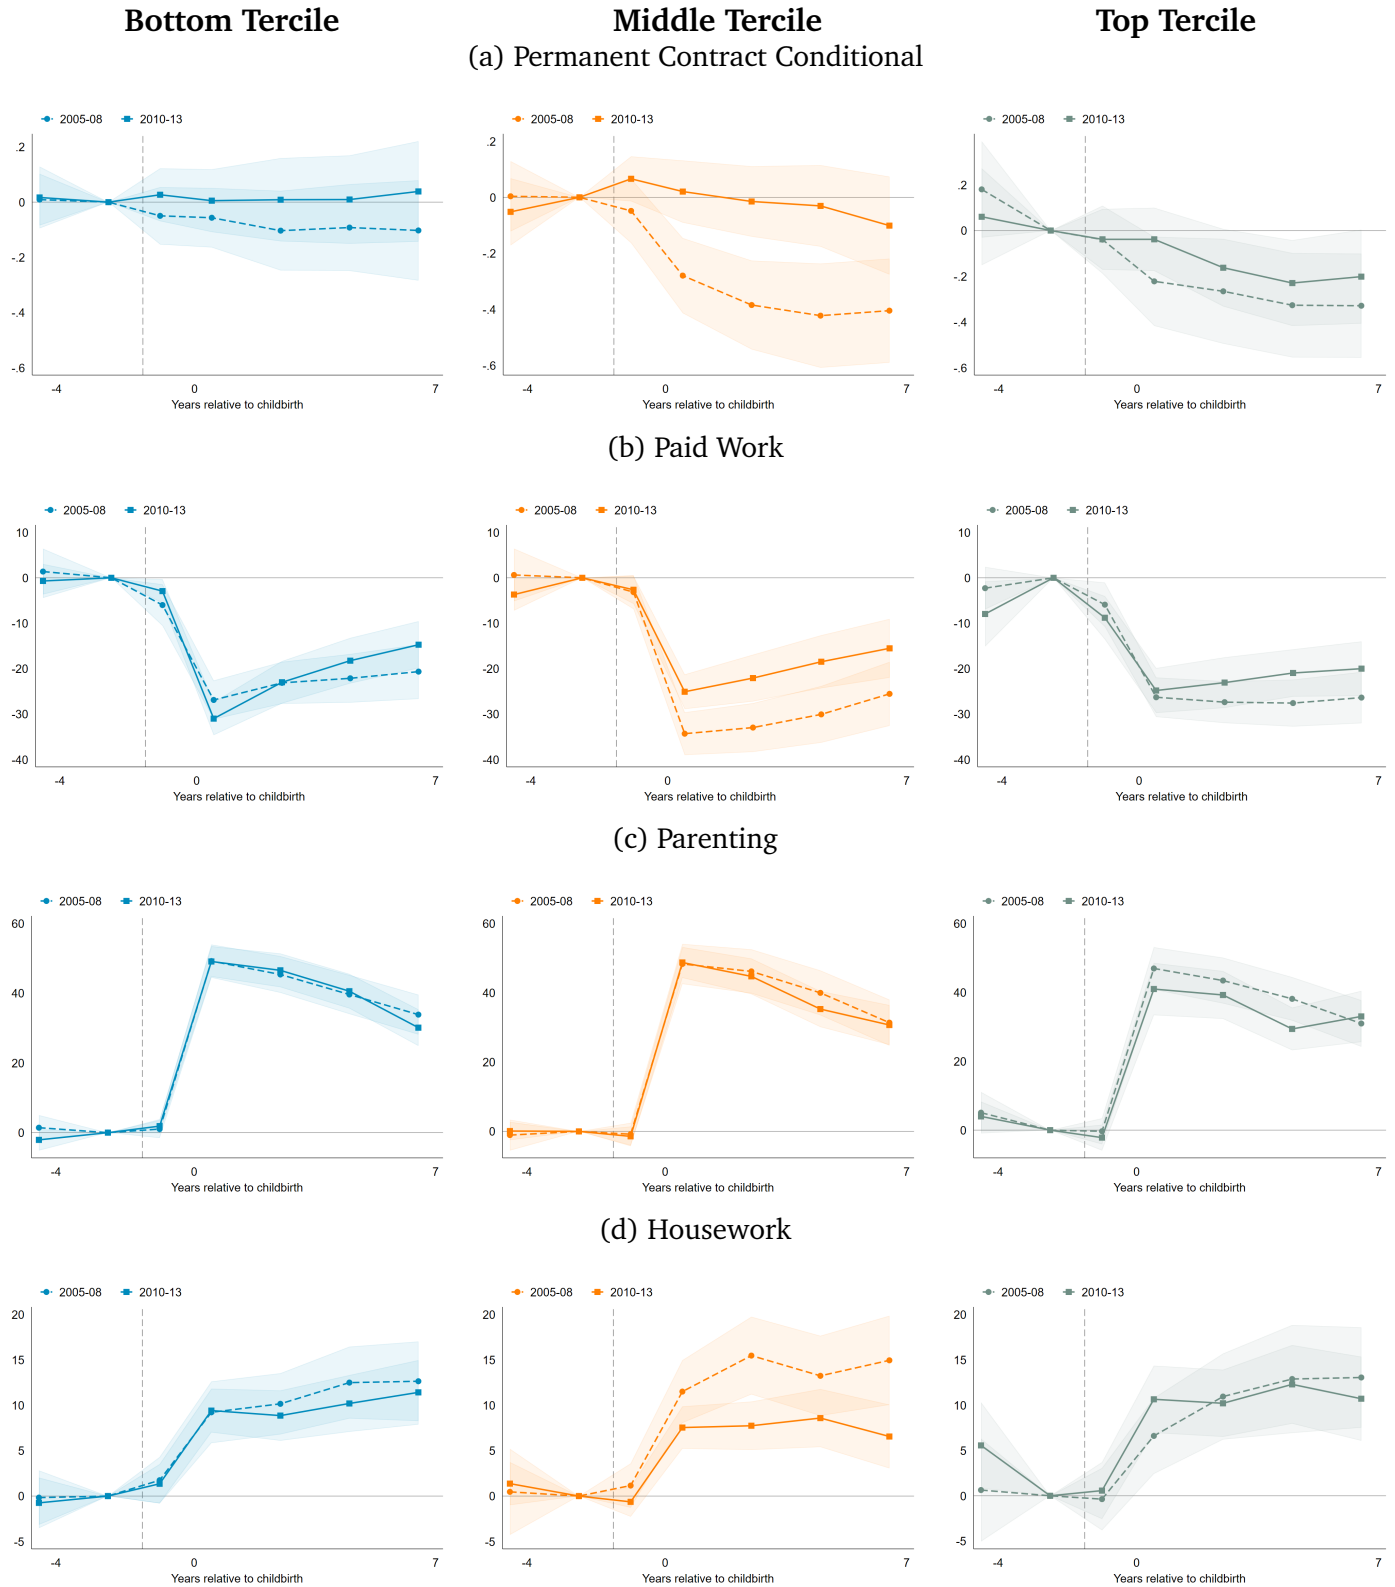 Bottom Tercile Middle Tercile Top Tercile
(a) Permanent Contract Conditional
2005-08 2010-13
.2
0
-.2
-.4
-.6
-4 0 7
Years relative to childbirth
2005-08 2010-13
.2
0
-.2
-.4
-.6
-4 0 7
Years relative to childbirth
2005-08 2010-13
.2
0
-.2
-.4
-.6
-4 0 7
Years relative to childbirth
(b) Paid Work
2005-08 2010-13
10
0
-10
-20
-30
-40
-4 0 7
Years relative to childbirth
2005-08 2010-13
10
0
-10
-20
-30
-40
-4 0 7
Years relative to childbirth
2005-08 2010-13
10
0
-10
-20
-30
-40
-4 0 7
Years relative to childbirth
(c) Parenting
2005-08 2010-13
60
40
20
0
-4 0 7
Years relative to childbirth
2005-08 2010-13
60
40
20
0
-4 0 7
Years relative to childbirth
2005-08 2010-13
60
40
20
0
-4 0 7
Years relative to childbirth
(d) Housework
2005-08 2010-13
20
15
10
5
0
-5
-4 0 7
Years relative to childbirth
2005-08 2010-13
20
15
10
5
0
-5
-4 0 7
Years relative to childbirth
2005-08 2010-13
20
15
10
5
0
-5
-4 0 7
Years relative to childbirth